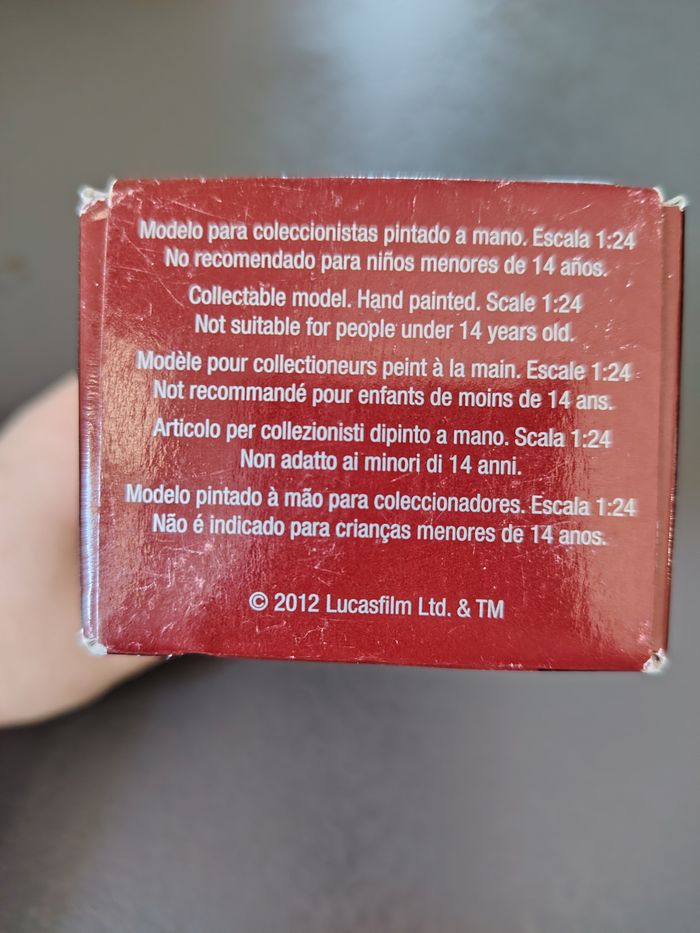 Modelo para coleccionistas pintado a mano. Escala 1:24
No recomendado para niños menores de 14 años.
Collectable model. Hand painted. Scale 1:24
Not suitable for people under 14 years old.
Modèle pour collectioneurs peint à la main. Escale 1:24
Not recommandé pour enfants de moins de 14 ans.
Articolo per collezionisti dipinto a mano. Scala 1:24
Non adatto ai minori di 14 anni.
Modelo pintado à mão para coleccionadores. Escala 1:24
Não é indicado para crianças menores de 14 anos.
© 2012 Lucasfilm Ltd. & TM